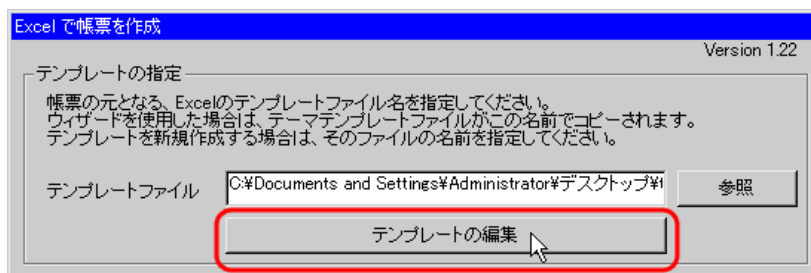 Excel で帳票を作成
Version 1.22
テンプレートの指定
帳票の元となる、Excelのテンプレートファイル名を指定してください。
ウィザードを使用した場合は、テーマテンプレートファイルがこの名前でコピーされます。
テンプレートを新規作成する場合は、そのファイルの名前を指定してください。
テンプレートファイル
C:¥Documents and Settings¥Administrator¥デスクトップ¥t
参照
テンプレートの編集